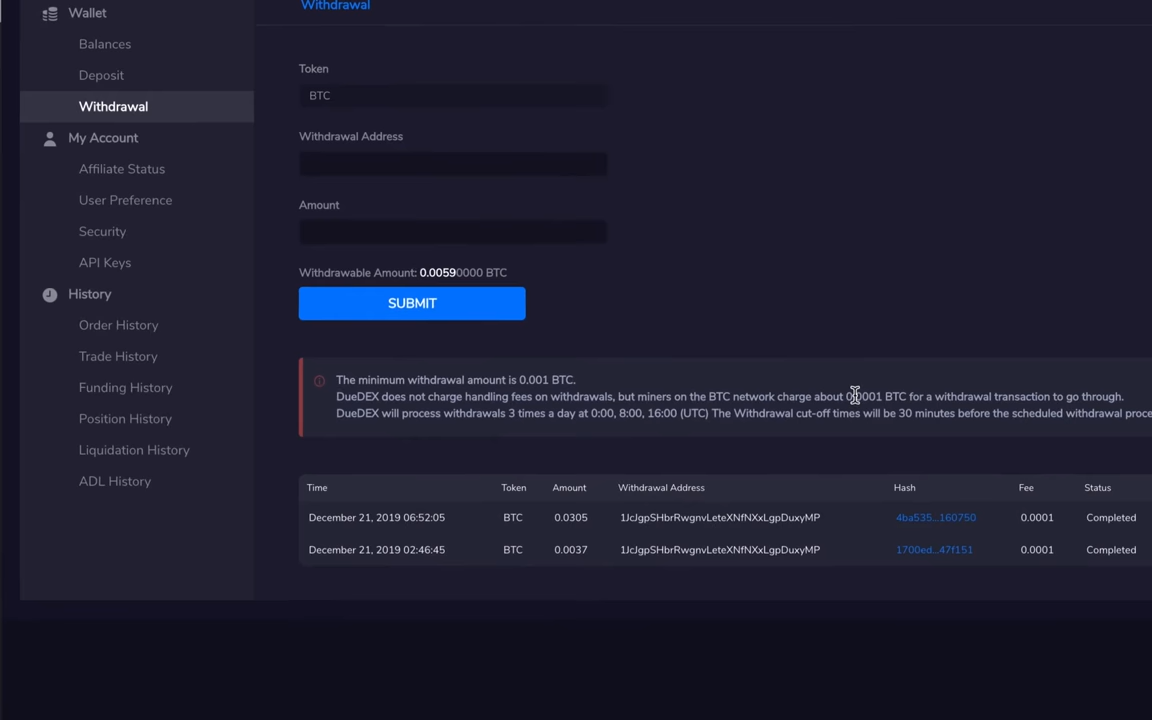 Wallet
Withdrawal
Balances
Deposit
Withdrawal
My Account
Affiliate Status
User Preference
Security
API Keys
History
Order History
Trade History
Funding History
Position History
Liquidation History
ADL History
Token
BTC
Withdrawal Address
Amount
Withdrawable Amount: 0.00590000 BTC
SUBMIT
The minimum withdrawal amount is 0.001 BTC.
DueDEX does not charge handling fees on withdrawals, but miners on the BTC network charge about 0.0001 BTC for a withdrawal transaction to go through.
DueDEX will process withdrawals 3 times a day at 0:00, 8:00, 16:00 (UTC) The Withdrawal cut-off times will be 30 minutes before the scheduled withdrawal proce
Time Token Amount Withdrawal Address Hash Fee Status
December 21, 2019 06:52:05 BTC 0.0305 1JcJgpSHbrRwgnvLeteXNfNXxLgpDuxyMP 4ba535...160750 0.0001 Completed
December 21, 2019 02:46:45 BTC 0.0037 1JcJgpSHbrRwgnvLeteXNfNXxLgpDuxyMP 1700ed...47f151 0.0001 Completed